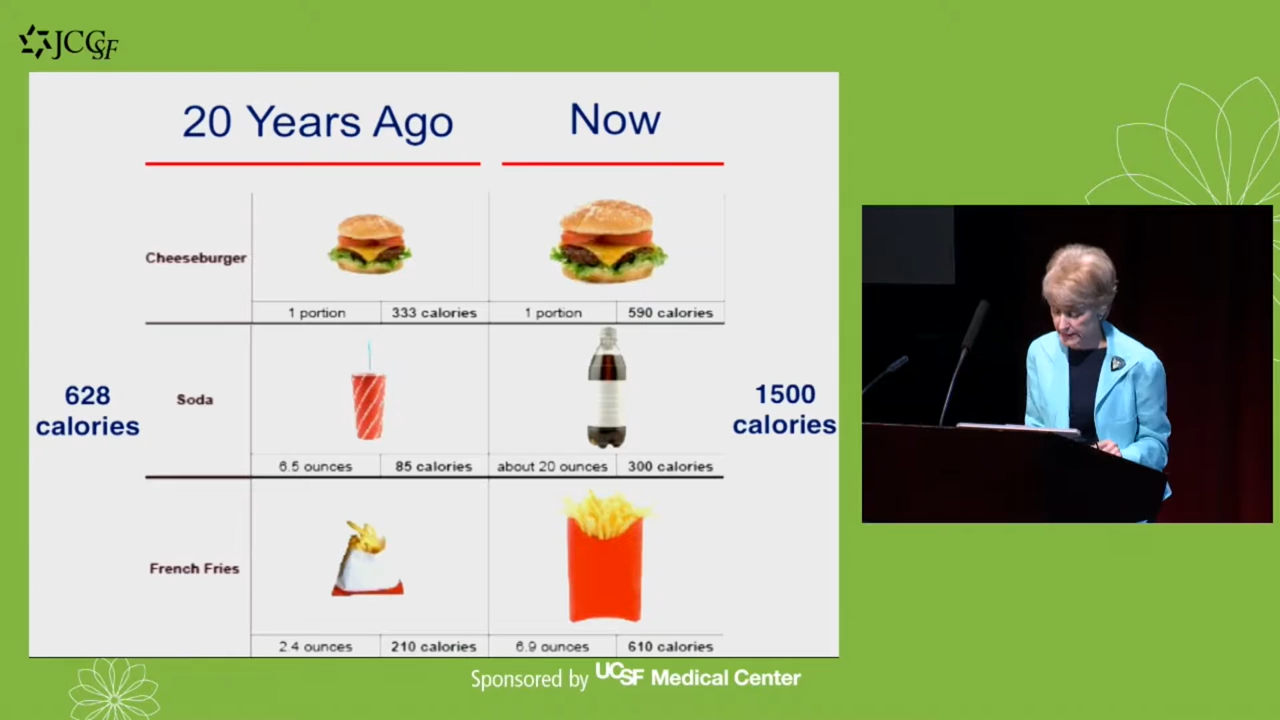 JCCSF
20 Years Ago
Now
Cheeseburger
1 portion
333 calories
1 portion
590 calories
628
calories
Soda
1500
calories
6.5 ounces
85 calories
about 20 ounces
300 calories
French Fries
2.4 ounces
210 calories
6.9 ounces
610 calories
Sponsored by UCSF Medical Center